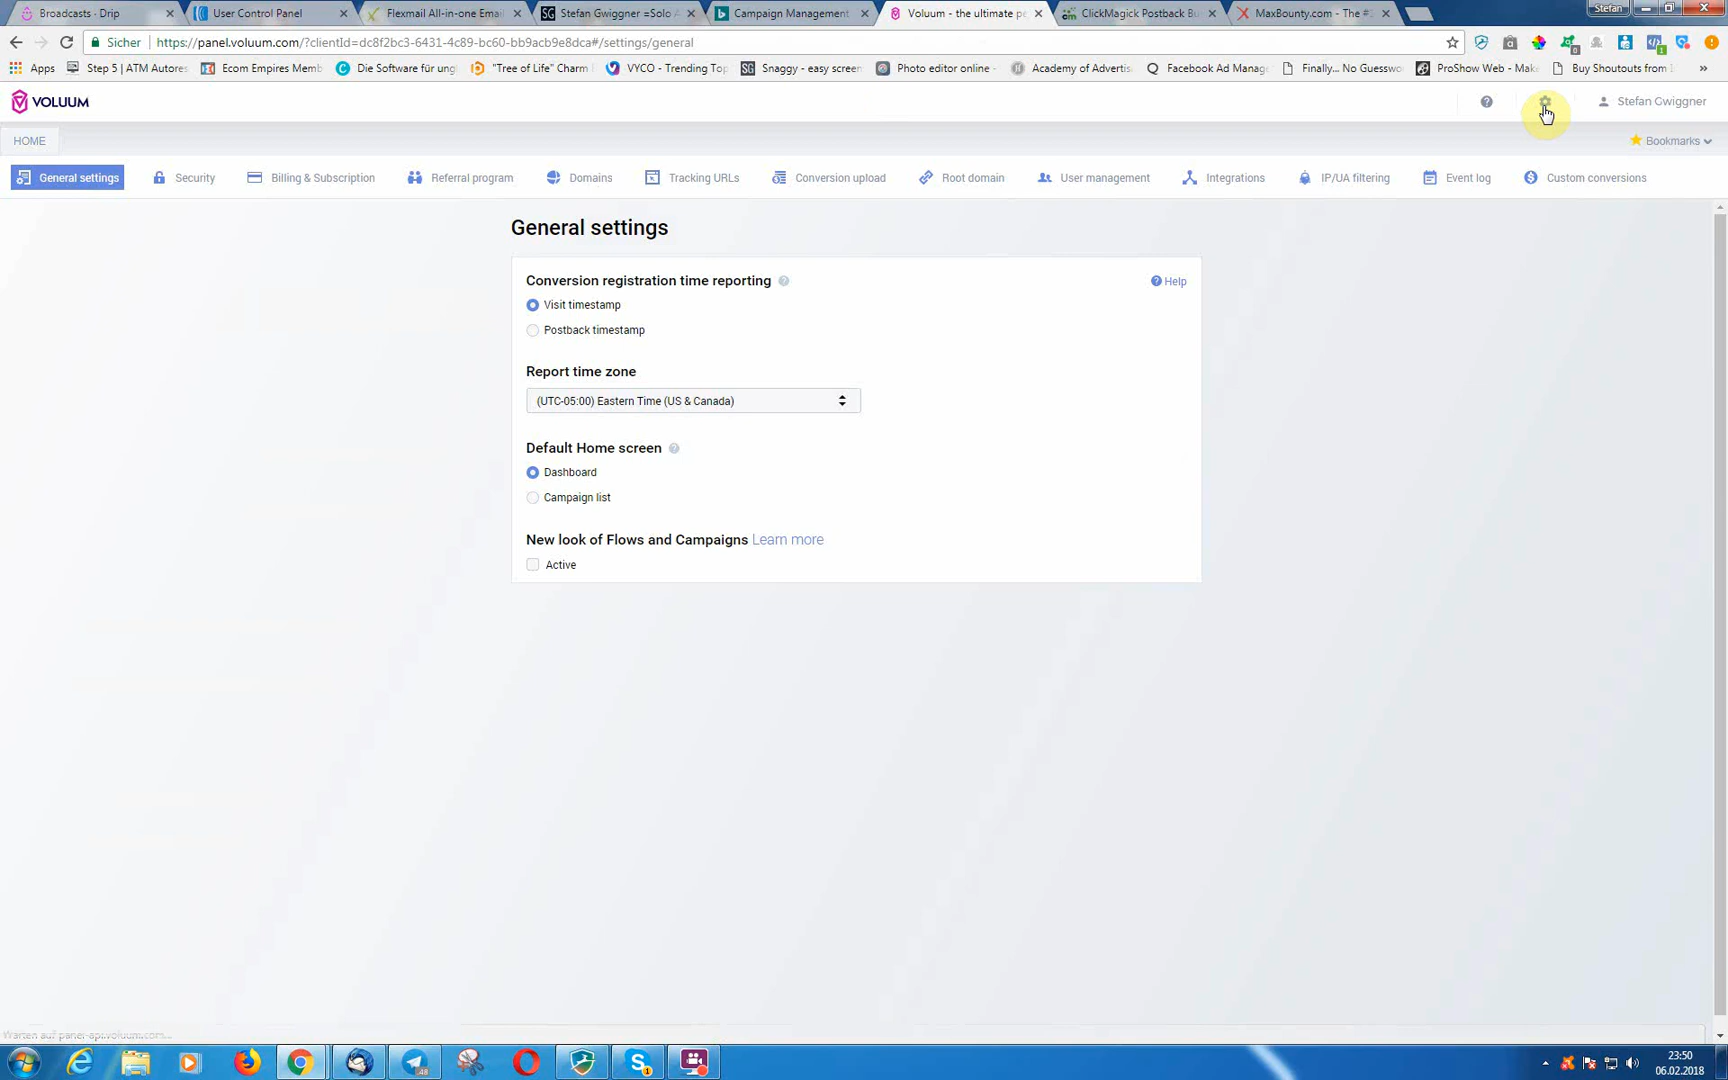 Broadcasts - Drip
User Control Panel
Flexmail All-in-one Email
Stefan Gwiggner =Solo A
Campaign Management
Voluum - the ultimate pe
ClickMagick Postback Bu
MaxBounty.com - The #1
Stefan
Sicher
https://panel.voluum.com/?clientId=dc8f2bc3-6431-4c89-bc60-bb9acb9e8dca#/settings/general
Apps
Step 5 | ATM Autores
Ecom Empires Memb
Die Software für ung
"Tree of Life" Charm
VYCO - Trending Top
Snaggy - easy screen
Photo editor online -
Academy of Advertis
Facebook Ad Manag
Finally... No Guesswo
ProShow Web - Make
Buy Shoutouts from
VOLUUM
Stefan Gwiggner
HOME
Bookmarks
General settings
Security
Billing & Subscription
Referral program
Domains
Tracking URLs
Conversion upload
Root domain
User management
Integrations
IP/UA filtering
Event log
Custom conversions
General settings
Conversion registration time reporting
Help
Visit timestamp
Postback timestamp
Report time zone
(UTC-05:00) Eastern Time (US & Canada)
Default Home screen
Dashboard
Campaign list
New look of Flows and Campaigns Learn more
Active
Warten auf panel-api.voluum.com...
48
23:50
06.02.2018